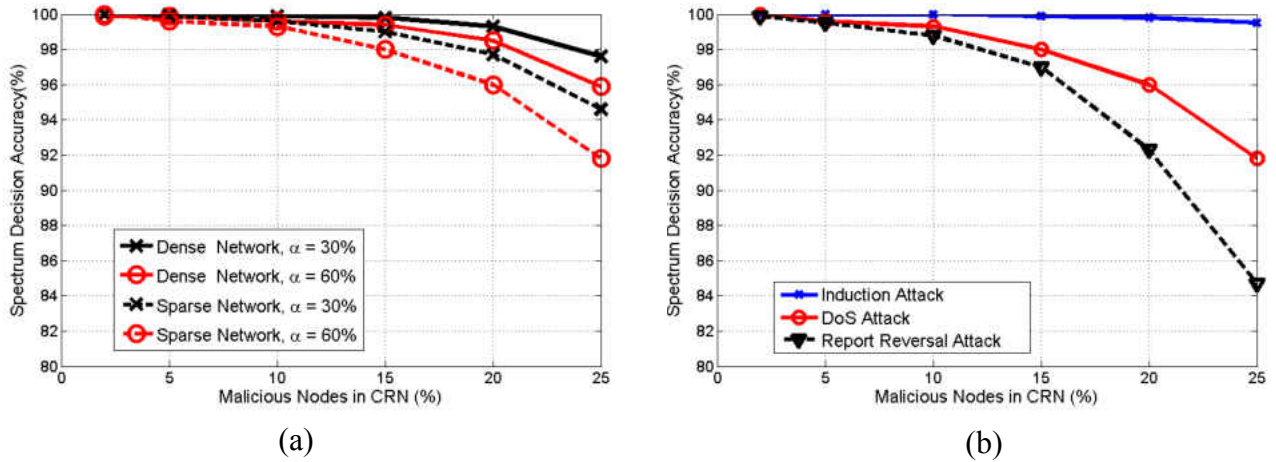 100
98
96
94
92
90
88
86
84
82
80
Spectrum Decision Accuracy(%)
Dense Network, α = 30%
Dense Network, α = 60%
Sparse Network, α = 30%
Sparse Network, α = 60%
0 5 10 15 20 25
Malicious Nodes in CRN (%)
(a)
100
98
96
94
92
90
88
86
84
82
80
Spectrum Decision Accuracy(%)
Induction Attack
DoS Attack
Report Reversal Attack
0 5 10 15 20 25
Malicious Nodes in CRN (%)
(b)